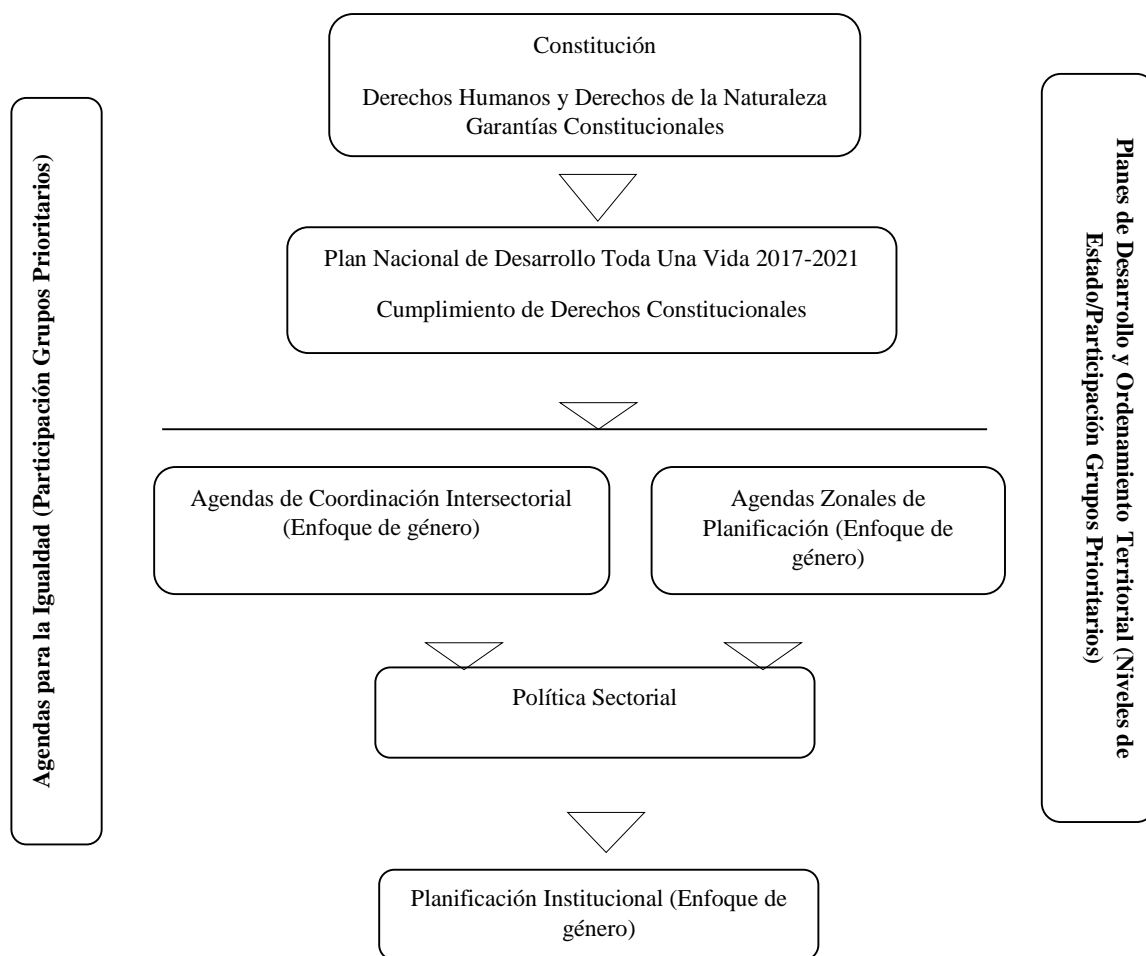 Constitución
Derechos Humanos y Derechos de la Naturaleza
Garantías Constitucionales
Agendas para la Igualdad (Participación Grupos Prioritarios)
Planes de Desarrollo y Ordenamiento Territorial (Niveles de
Estado/Participación Grupos Prioritarios)
Plan Nacional de Desarrollo Toda Una Vida 2017-2021
Cumplimiento de Derechos Constitucionales
Agendas de Coordinación Intersectorial
(Enfoque de género)
Agendas Zonales de
Planificación (Enfoque de
género)
Política Sectorial
Planificación Institucional (Enfoque de
género)